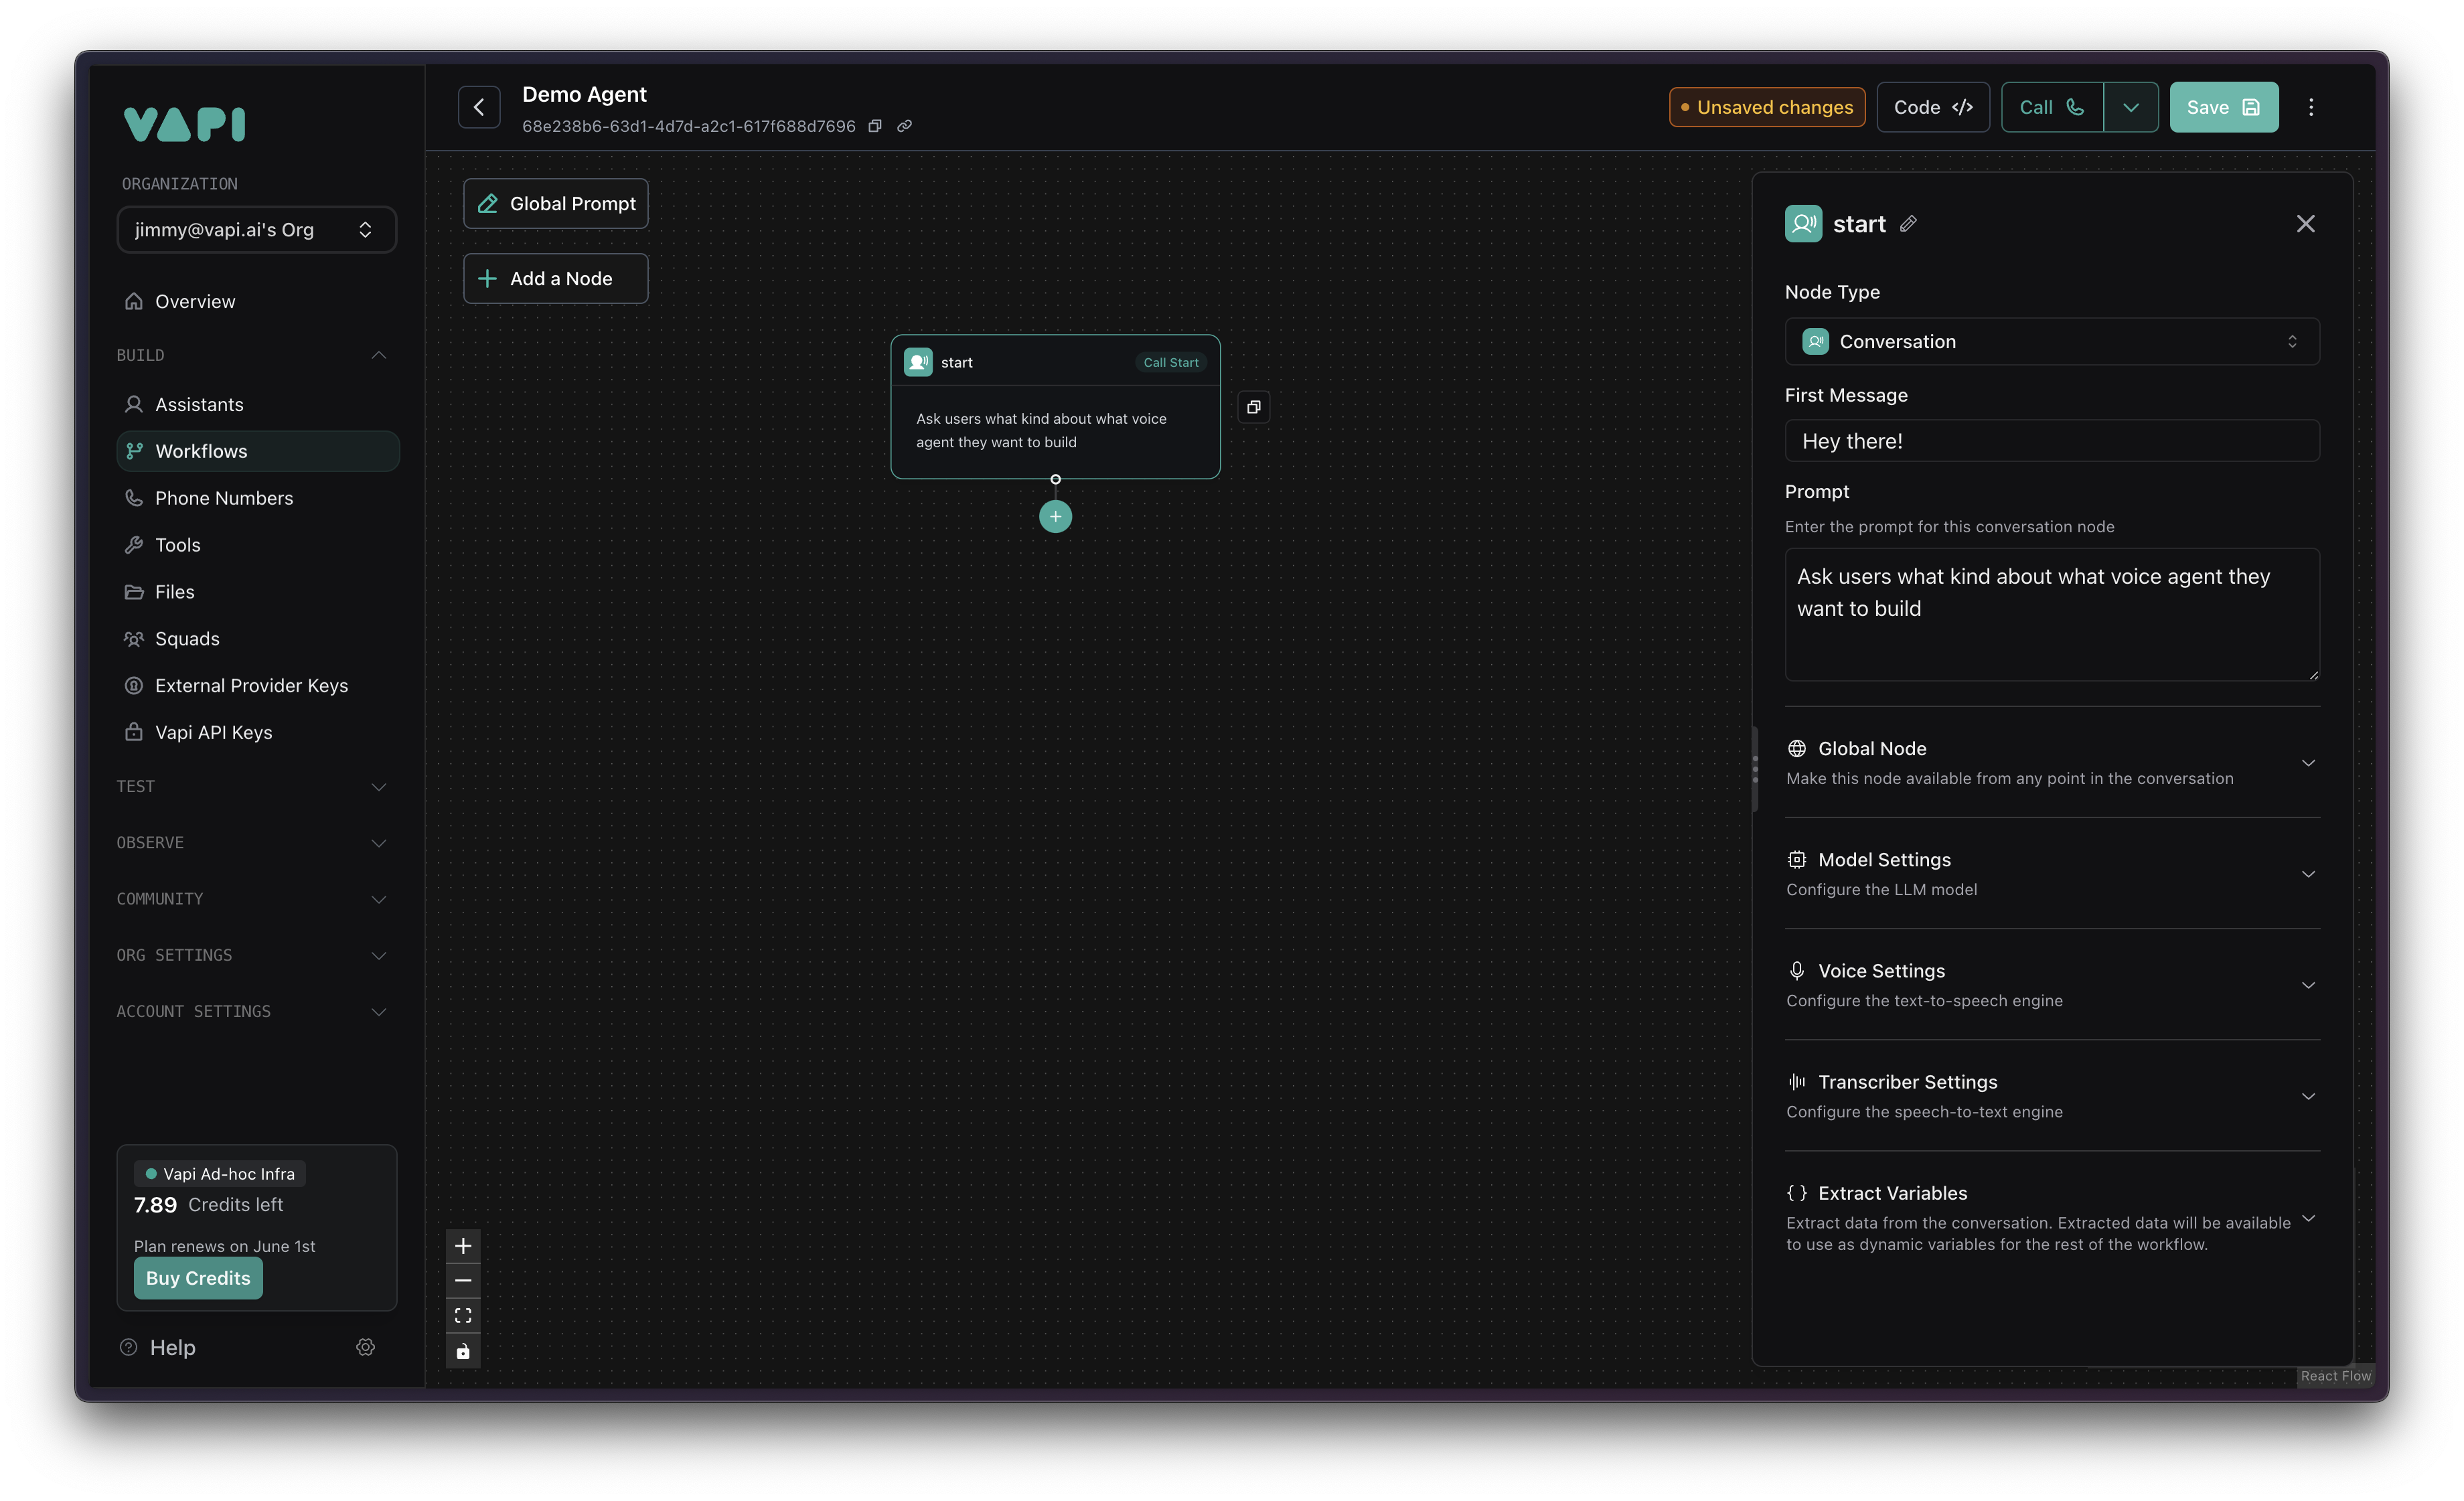 VAPI
ORGANIZATION
jimmy@vapi.ai's Org
Overview
BUILD
Assistants
Workflows
Phone Numbers
Tools
Files
Squads
External Provider Keys
Vapi API Keys
TEST
OBSERVE
COMMUNITY
ORG SETTINGS
ACCOUNT SETTINGS
Vapi Ad-hoc Infra
7.89 Credits left
Plan renews on June 1st
Buy Credits
Help
Demo Agent
68e238b6-63d1-4d7d-a2c1-617f688d7696
Unsaved changes
Code
Call
Save
Global Prompt
Add a Node
start
Call Start
Ask users what kind about what voice
agent they want to build
start
Node Type
Conversation
First Message
Hey there!
Prompt
Enter the prompt for this conversation node
Ask users what kind about what voice agent they
want to build
Global Node
Make this node available from any point in the conversation
Model Settings
Configure the LLM model
Voice Settings
Configure the text-to-speech engine
Transcriber Settings
Configure the speech-to-text engine
Extract Variables
Extract data from the conversation. Extracted data will be available
to use as dynamic variables for the rest of the workflow.
React Flow